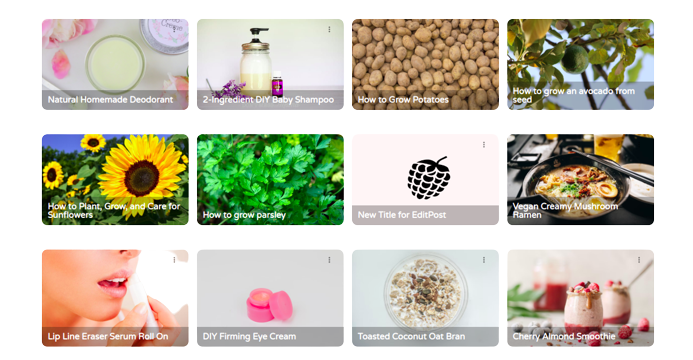 Natural Homemade Deodorant
2-Ingredient DIY Baby Shampoo
How to Grow Potatoes
How to grow an avocado from
seed
How to Plant, Grow, and Care for
Sunflowers
How to grow parsley
New Title for EditPost
Vegan Creamy Mushroom
Ramen
Lip Line Eraser Serum Roll On
DIY Firming Eye Cream
Toasted Coconut Oat Bran
Cherry Almond Smoothie